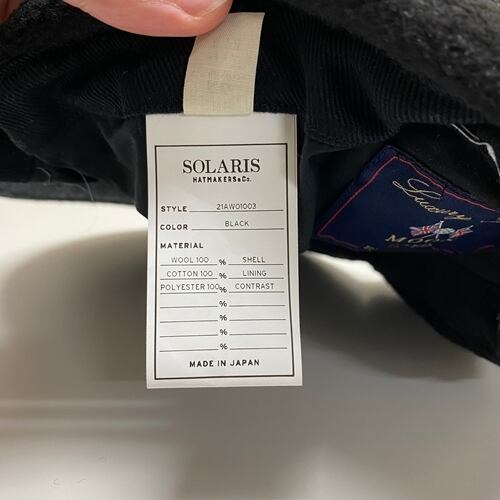 SOLARIS
HATMAKERS&Co.
STYLE 21AW01003
COLOR BLACK
MATERIAL
WOOL 100 % SHELL
COTTON 100 % LINING
POLYESTER 100 % CONTRAST
%
%
%
%
MADE IN JAPAN
Luxury